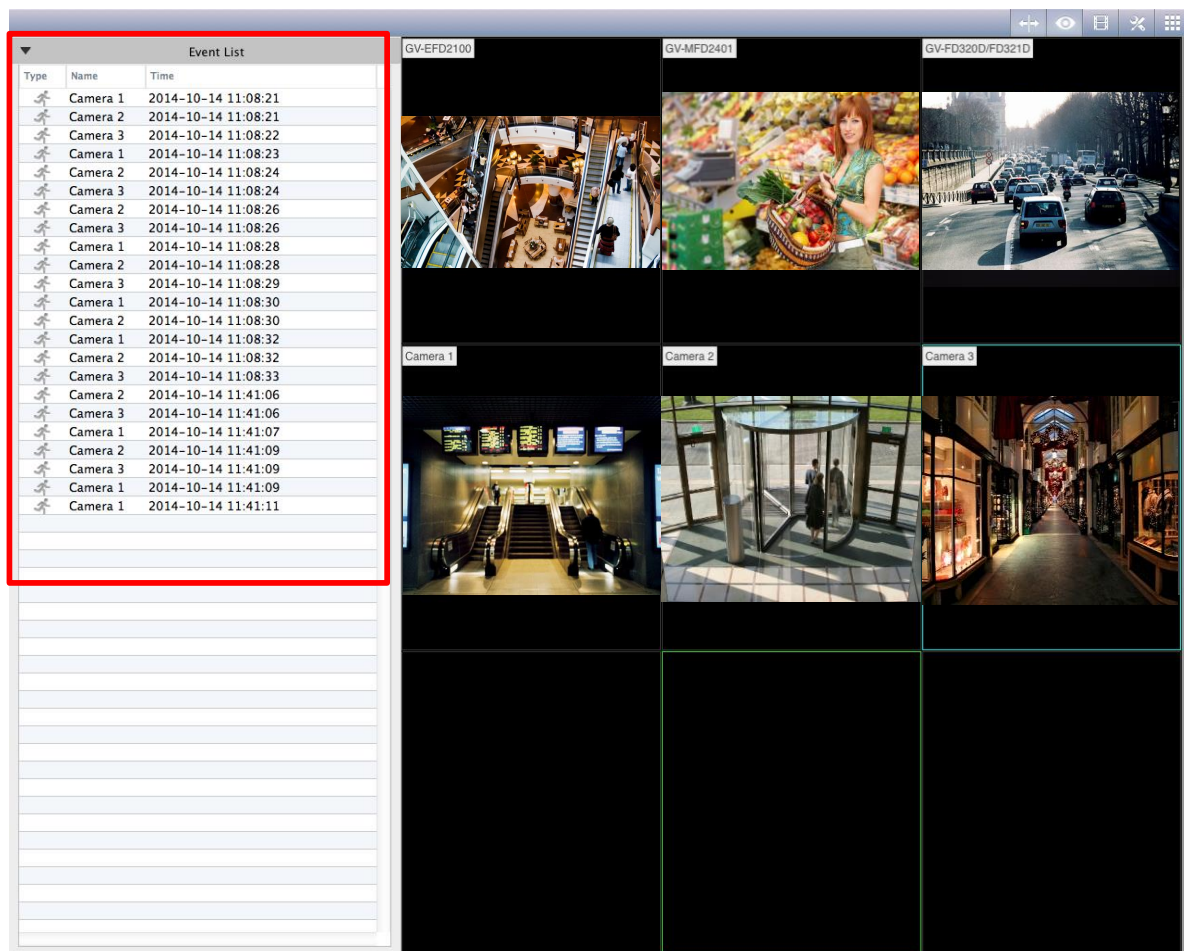 Event List
Type Name Time
Camera 1 2014-10-14 11:08:21
Camera 2 2014-10-14 11:08:21
Camera 3 2014-10-14 11:08:22
Camera 1 2014-10-14 11:08:23
Camera 2 2014-10-14 11:08:24
Camera 3 2014-10-14 11:08:24
Camera 2 2014-10-14 11:08:26
Camera 3 2014-10-14 11:08:26
Camera 1 2014-10-14 11:08:28
Camera 2 2014-10-14 11:08:28
Camera 3 2014-10-14 11:08:29
Camera 1 2014-10-14 11:08:30
Camera 2 2014-10-14 11:08:30
Camera 1 2014-10-14 11:08:32
Camera 2 2014-10-14 11:08:32
Camera 3 2014-10-14 11:08:33
Camera 2 2014-10-14 11:41:06
Camera 3 2014-10-14 11:41:06
Camera 1 2014-10-14 11:41:07
Camera 2 2014-10-14 11:41:09
Camera 3 2014-10-14 11:41:09
Camera 1 2014-10-14 11:41:09
Camera 1 2014-10-14 11:41:11
GV-EFD2100
GV-MFD2401
GV-FD320D/FD321D
Camera 1
Camera 2
Camera 3